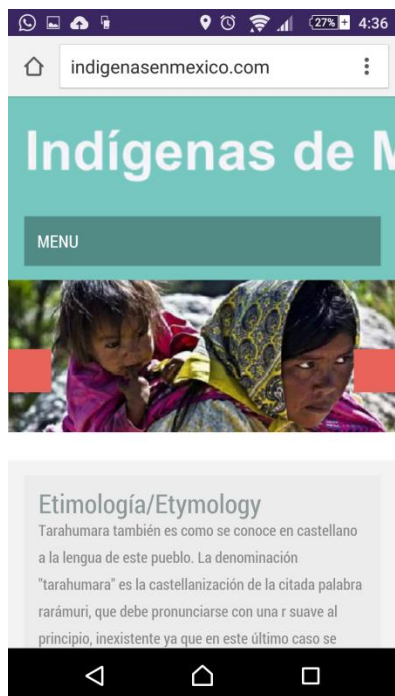 27% 4:36
indigenasenmexico.com
Indígenas de M
MENU
Etimología/Etymology
Tarahumara también es como se conoce en castellano
a la lengua de este pueblo. La denominación
"tarahumara" es la castellanización de la citada palabra
rarámuri, que debe pronunciarse con una r suave al
principio, inexistente ya que en este último caso se